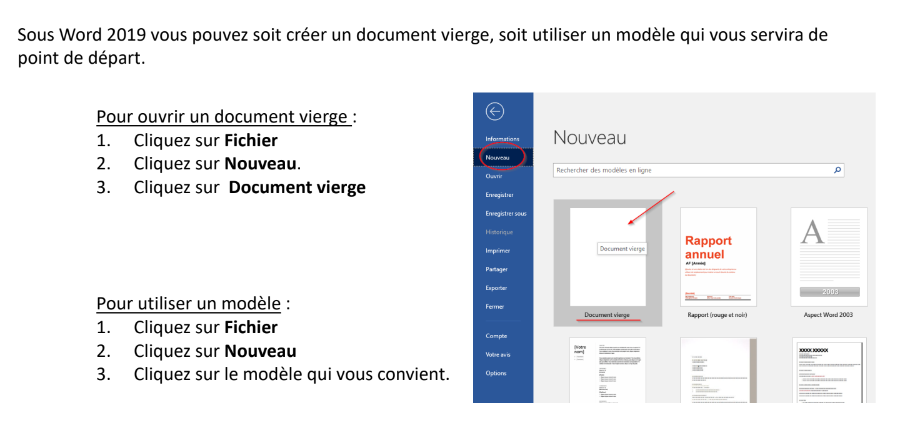 Sous Word 2019 vous pouvez soit créer un document vierge, soit utiliser un modèle qui vous servira de
point de départ.
Pour ouvrir un document vierge :
1. Cliquez sur Fichier
2. Cliquez sur Nouveau.
3. Cliquez sur Document vierge
Pour utiliser un modèle :
1. Cliquez sur Fichier
2. Cliquez sur Nouveau
3. Cliquez sur le modèle qui vous convient.
Informations
Nouveau
Ouvrir
Enregistrer
Enregistrer sous
Historique
Imprimer
Partager
Exporter
Fermer
Compte
Votre avis
Options
Nouveau
Rechercher des modèles en ligne
Document vierge
Document vierge
Rapport
annuel
AF [Année]
Rapport (rouge et noir)
A
2003
Aspect Word 2003
[Votre
nom]
XXXX XXXXX